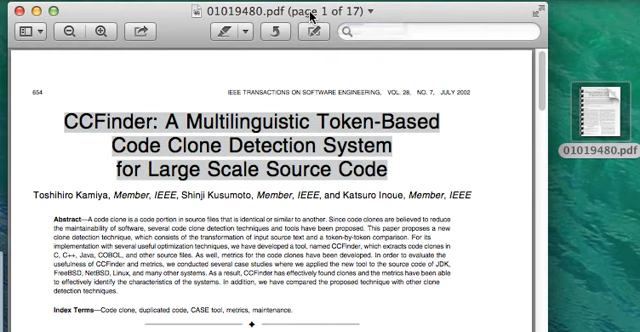 01019480.pdf (page 1 of 17)
654
IEEE TRANSACTIONS ON SOFTWARE ENGINEERING, VOL. 28, NO. 7, JULY 2002
CCFinder: A Multilinguistic Token-Based
Code Clone Detection System
for Large Scale Source Code
Toshihiro Kamiya, Member, IEEE, Shinji Kusumoto, Member, IEEE, and Katsuro Inoue, Member, IEEE
Abstract—A code clone is a code portion in source files that is identical or similar to another. Since code clones are believed to reduce
the maintainability of software, several code clone detection techniques and tools have been proposed. This paper proposes a new
clone detection technique, which consists of the transformation of input source text and a token-by-token comparison. For its
implementation with several useful optimization techniques, we have developed a tool, named CCFinder, which extracts code clones in
C, C++, Java, COBOL, and other source files. As well, metrics for the code clones have been developed. In order to evaluate the
usefulness of CCFinder and metrics, we conducted several case studies where we applied the new tool to the source code of JDK,
FreeBSD, NetBSD, Linux, and many other systems. As a result, CCFinder has effectively found clones and the metrics have been able
to effectively identify the characteristics of the systems. In addition, we have compared the proposed technique with other clone
detection techniques.
Index Terms—Code clone, duplicated code, CASE tool, metrics, maintenance.
01019480.pdf